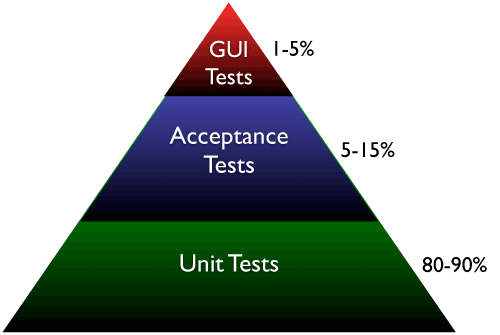 GUI
Tests
1-5%
Acceptance
Tests
5-15%
Unit Tests
80-90%